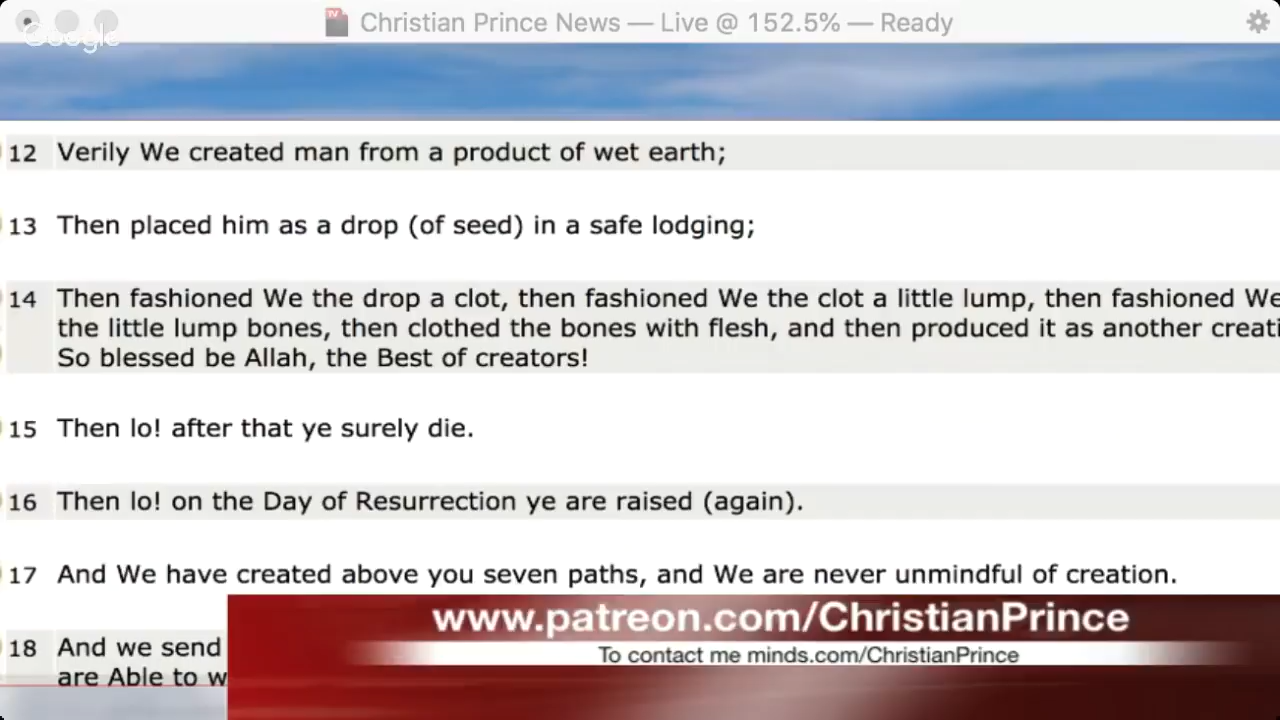 Christian Prince News — Live @ 152.5% — Ready
Google
12 Verily We created man from a product of wet earth;
13 Then placed him as a drop (of seed) in a safe lodging;
14 Then fashioned We the drop a clot, then fashioned We the clot a little lump, then fashioned We
the little lump bones, then clothed the bones with flesh, and then produced it as another creati
So blessed be Allah, the Best of creators!
15 Then lo! after that ye surely die.
16 Then lo! on the Day of Resurrection ye are raised (again).
17 And We have created above you seven paths, and We are never unmindful of creation.
18 And we send
are Able to w
www.patreon.com/ChristianPrince
To contact me minds.com/ChristianPrince